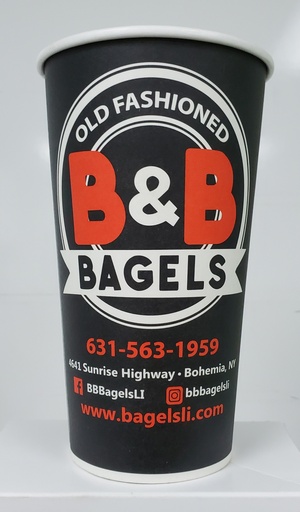 OLD FASHIONED
B&B
BAGELS
631-563-1959
4641 Sunrise Highway • Bohemia, NY
BBBagelsLI bbbagelsli
www.bagelsli.com